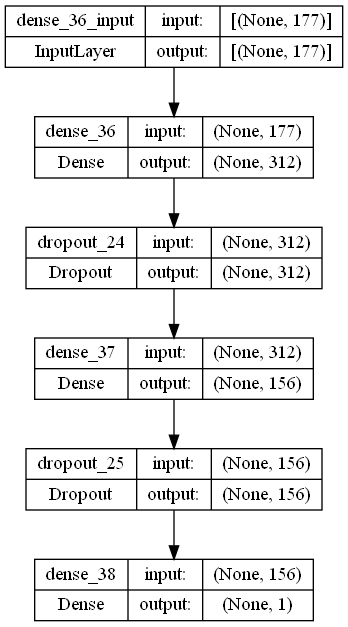 dense_36_input input: [(None, 177)]
InputLayer output: [(None, 177)]
dense_36 input: (None, 177)
Dense output: (None, 312)
dropout_24 input: (None, 312)
Dropout output: (None, 312)
dense_37 input: (None, 312)
Dense output: (None, 156)
dropout_25 input: (None, 156)
Dropout output: (None, 156)
dense_38 input: (None, 156)
Dense output: (None, 1)